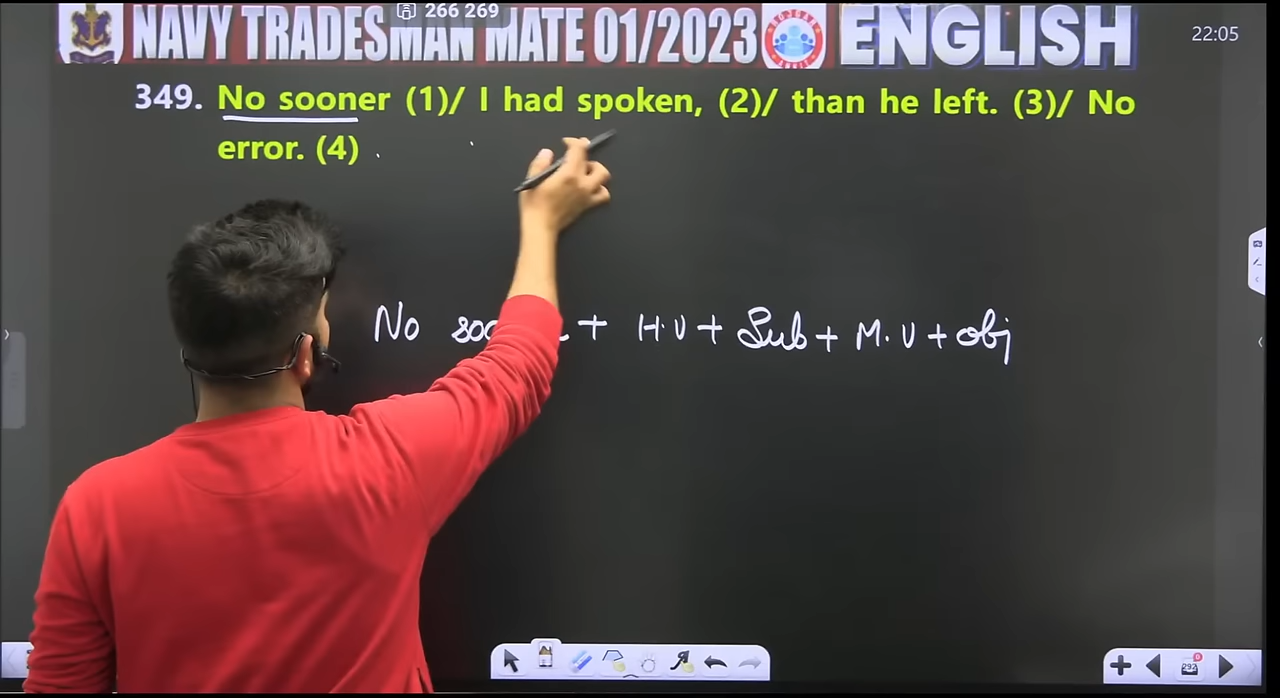 266 269
NAVY TRADESMAN MATE 01/2023 ENGLISH
22:05
349. No sooner (1)/ I had spoken, (2)/ than he left. (3)/ No
error. (4)
No + H.V + Sub + M.V + obj
292